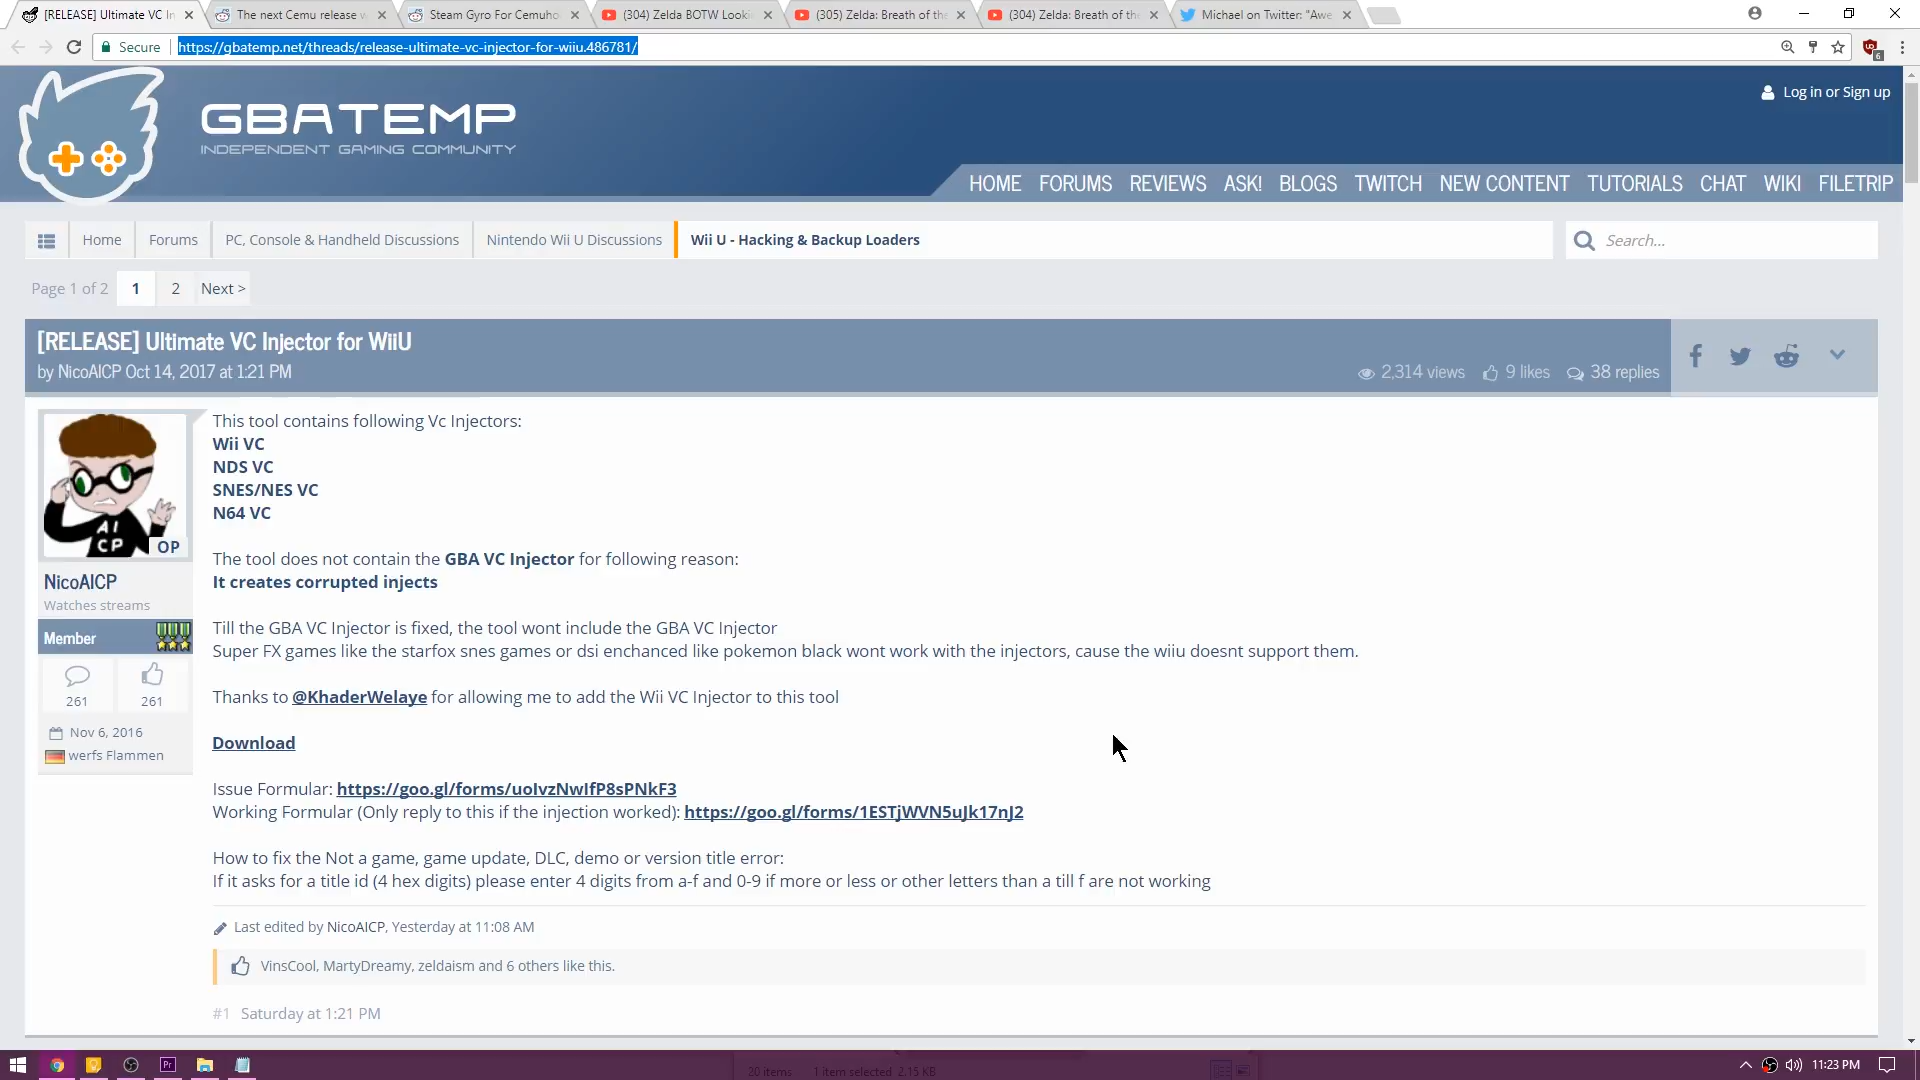 [RELEASE] Ultimate VC In
The next Cemu release w
Steam Gyro For Cemuho
(304) Zelda BOTW Looki
(305) Zelda: Breath of the
(304) Zelda: Breath of the
Michael on Twitter: "Awe
Secure
https://gbatemp.net/threads/release-ultimate-vc-injector-for-wiiu.486781/
6
GBATEMP
INDEPENDENT GAMING COMMUNITY
Log in or Sign up
HOME FORUMS REVIEWS ASK! BLOGS TWITCH NEW CONTENT TUTORIALS CHAT WIKI FILETRIP
Home Forums PC, Console & Handheld Discussions Nintendo Wii U Discussions Wii U - Hacking & Backup Loaders Search...
Page 1 of 2 1 2 Next >
[RELEASE] Ultimate VC Injector for WiiU
by NicoAICP Oct 14, 2017 at 1:21 PM
2,314 views 9 likes 38 replies
AI
CP
OP
NicoAICP
Watches streams
Member
261 261
Nov 6, 2016
werfs Flammen
This tool contains following Vc Injectors:
Wii VC
NDS VC
SNES/NES VC
N64 VC
The tool does not contain the GBA VC Injector for following reason:
It creates corrupted injects
Till the GBA VC Injector is fixed, the tool wont include the GBA VC Injector
Super FX games like the starfox snes games or dsi enchanced like pokemon black wont work with the injectors, cause the wiiu doesnt support them.
Thanks to @KhaderWelaye for allowing me to add the Wii VC Injector to this tool
Download
Issue Formular: https://goo.gl/forms/uoIvzNwIfP8sPNkF3
Working Formular (Only reply to this if the injection worked): https://goo.gl/forms/1ESTjWVN5uJk17nJ2
How to fix the Not a game, game update, DLC, demo or version title error:
If it asks for a title id (4 hex digits) please enter 4 digits from a-f and 0-9 if more or less or other letters than a till f are not working
Last edited by NicoAICP, Yesterday at 11:08 AM
VinsCool, MartyDreamy, zeldaism and 6 others like this.
#1 Saturday at 1:21 PM
Pr
20 items 1 item selected 2.15 KB
11:23 PM